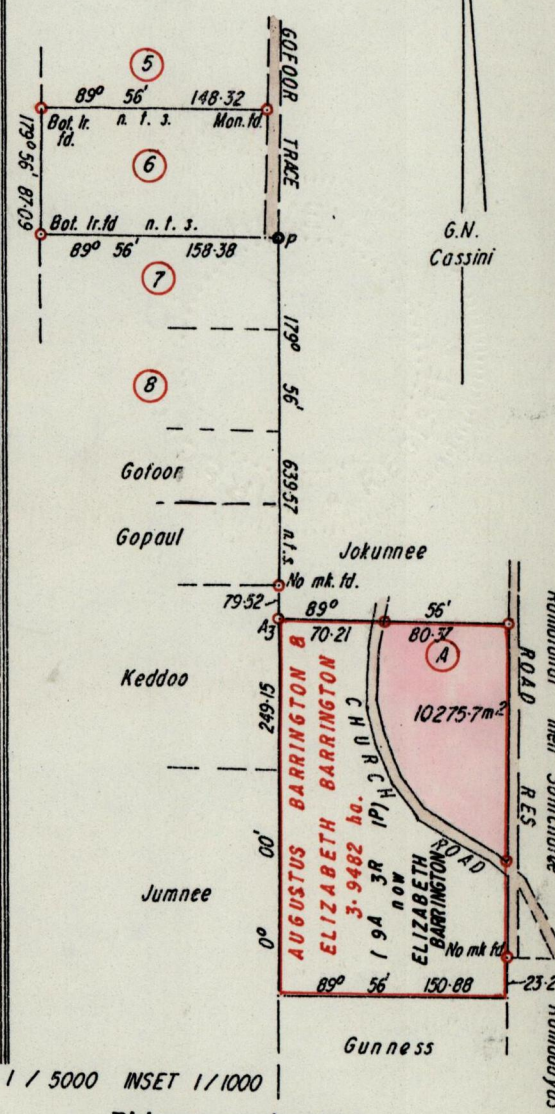 GOFOOR TRACE
5
89° 56' 148·32
Bot. Ir. fd.
n. t. s.
Mon. fd.
6
179° 56' 87·09
Bot. Ir. fd n. t. s.
P
89° 56' 158·38
7
G.N.
Cassini
179° 56' 639·57 n.t.s.
8
Gofoor
Gopaul
Jokunnee
No mk. fd.
79·52
A3
89° 56'
70·21 80·37
A
10275·7m.2
ROAD RES
Keddoo
249·15
0° 00'
AUGUSTUS BARRINGTON &
ELIZABETH BARRINGTON
3·9482 ha.
CHURCH ROAD
(9A 3R 1P)
now
ELIZABETH
BARRINGTON
Jumnee
No mk fd
89° 56' 150·88
23·2
Gunness
1 / 5000 INSET 1/1000